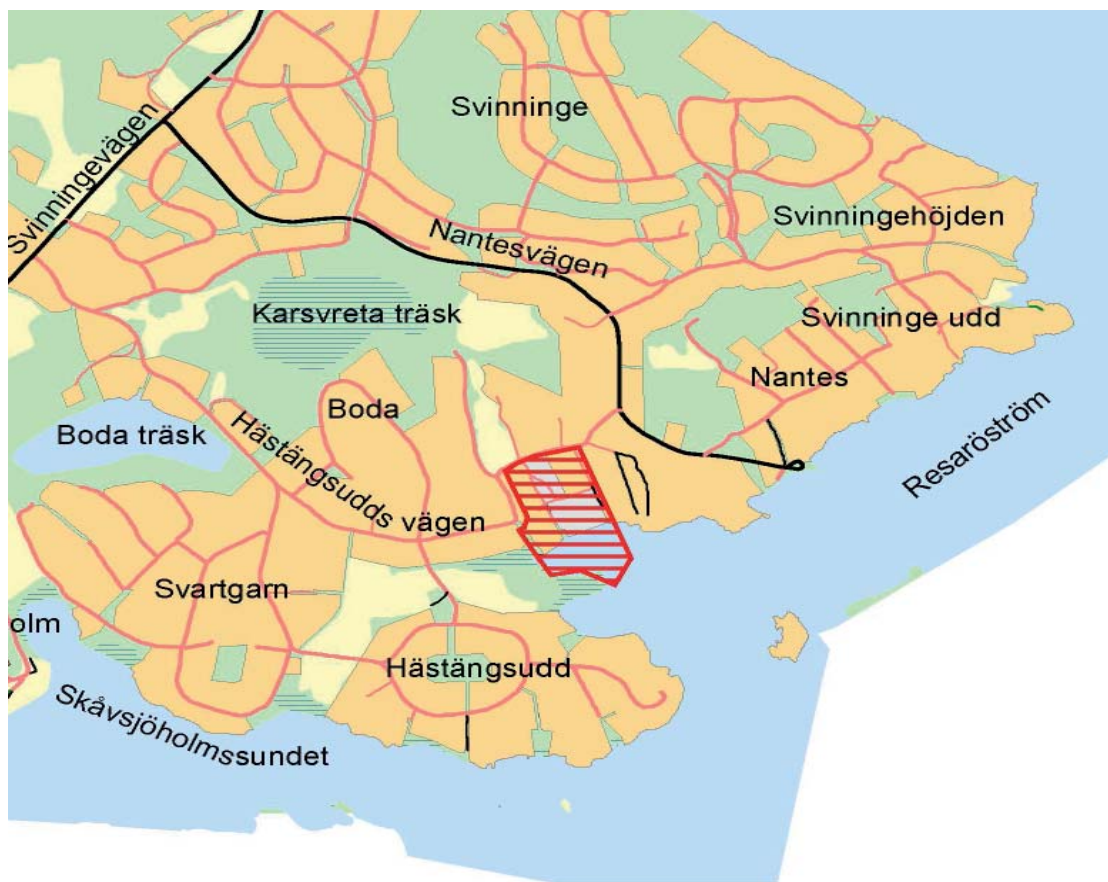 Svinninge
Svinningevägen
Svinningehöjden
Nantesvägen
Karsvreta träsk
Svinninge udd
Nantes
Boda
Boda träsk
Resaröström
Hästängsudds vägen
Svartgarn
olm
Hästängsudd
Skåvsjöholmssundet